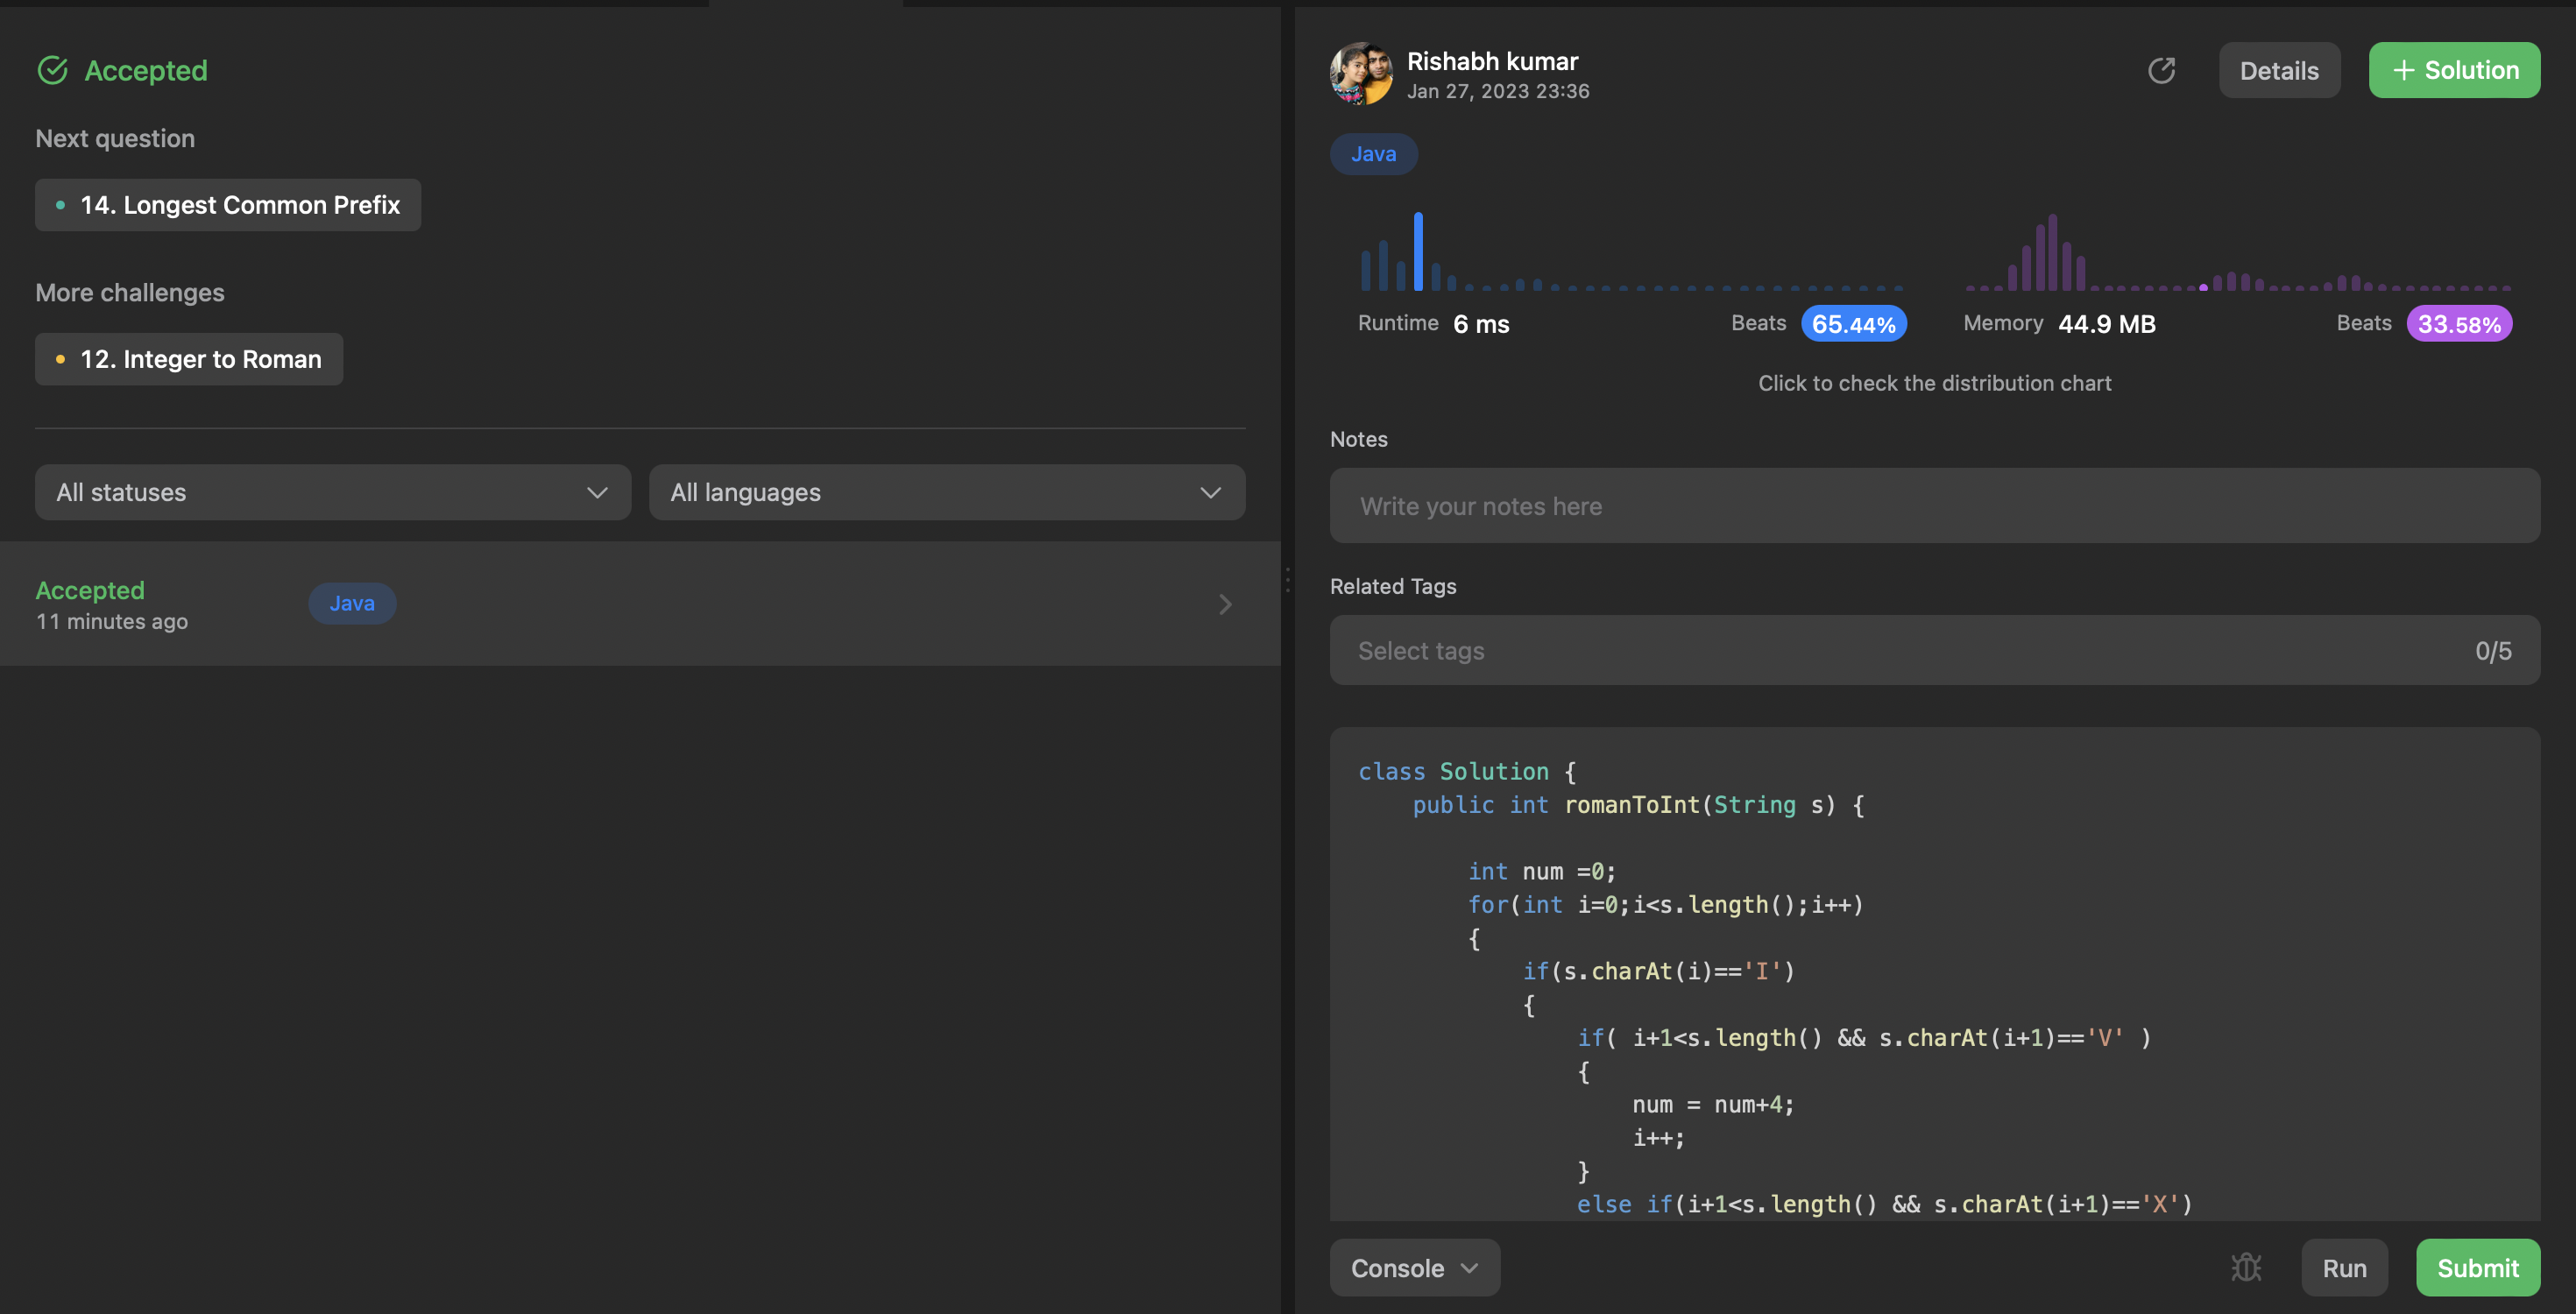 Accepted
Next question
14. Longest Common Prefix
More challenges
12. Integer to Roman
All statuses
All languages
Accepted
11 minutes ago
Java
Rishabh kumar
Jan 27, 2023 23:36
Details
+ Solution
Java
Runtime 6 ms
Beats 65.44%
Memory 44.9 MB
Beats 33.58%
Click to check the distribution chart
Notes
Write your notes here
Related Tags
Select tags
0/5
class Solution {
    public int romanToInt(String s) {
        int num =0;
        for(int i=0;i<s.length();i++)
        {
            if(s.charAt(i)=='I')
            {
                if( i+1<s.length() && s.charAt(i+1)=='V' )
                {
                    num = num+4;
                    i++;
                }
                else if(i+1<s.length() && s.charAt(i+1)=='X')
Console
Run
Submit